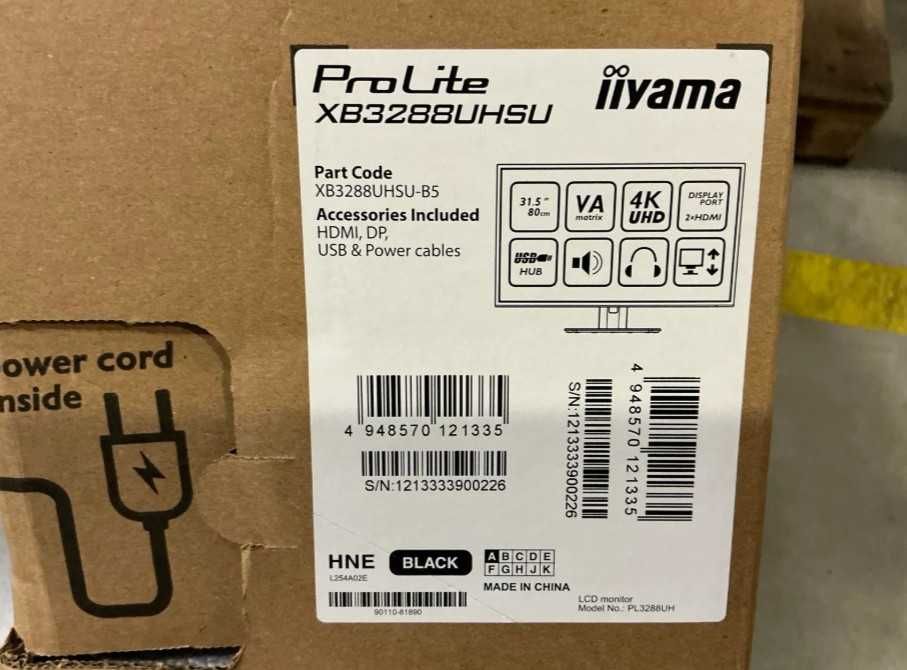 ProLite
XB3288UHSU
iiyama
Part Code
XB3288UHSU-B5
Accessories Included
HDMI, DP,
USB & Power cables
31.5"
80cm
VA
matrix
4K
UHD
DISPLAY
PORT
2×HDMI
USB
HUB
ower cord
nside
4 948570 121335
S/N:1213333900226
S/N:1213333900226
4 948570 121335
HNE
BLACK
A B C D E
F G H J K
L254A02E
MADE IN CHINA
90110-81890
LCD monitor
Model No.: PL3288UH